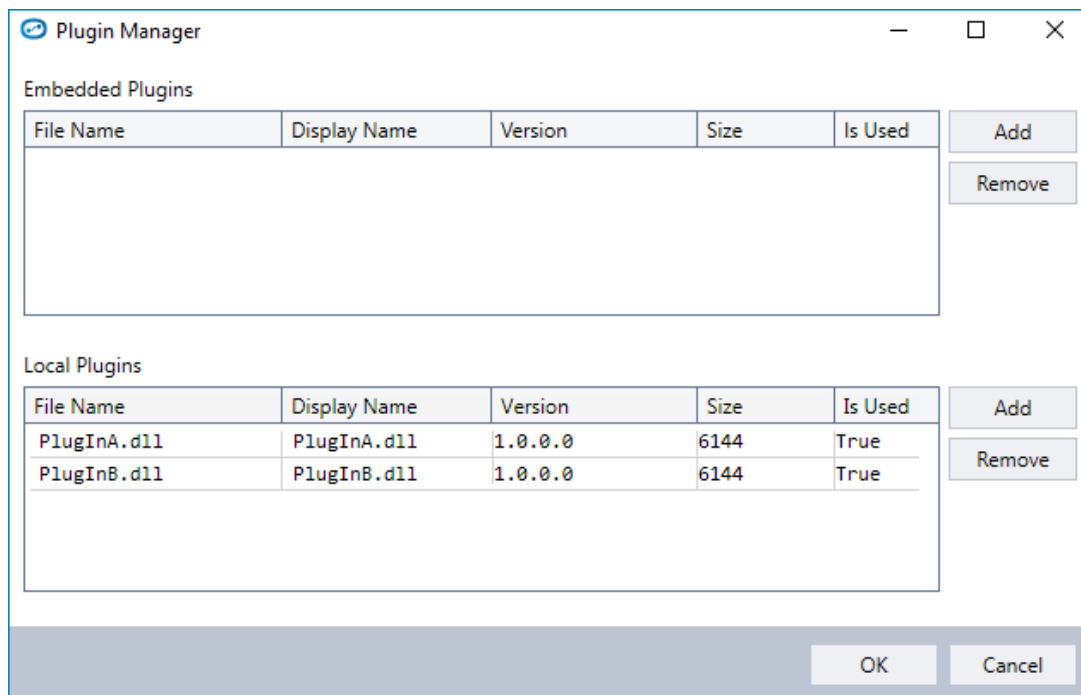 Plugin Manager
Embedded Plugins
File Name Display Name Version Size Is Used
Add
Remove
Local Plugins
File Name Display Name Version Size Is Used
Add
PlugInA.dll PlugInA.dll 1.0.0.0 6144 True
Remove
PlugInB.dll PlugInB.dll 1.0.0.0 6144 True
OK Cancel